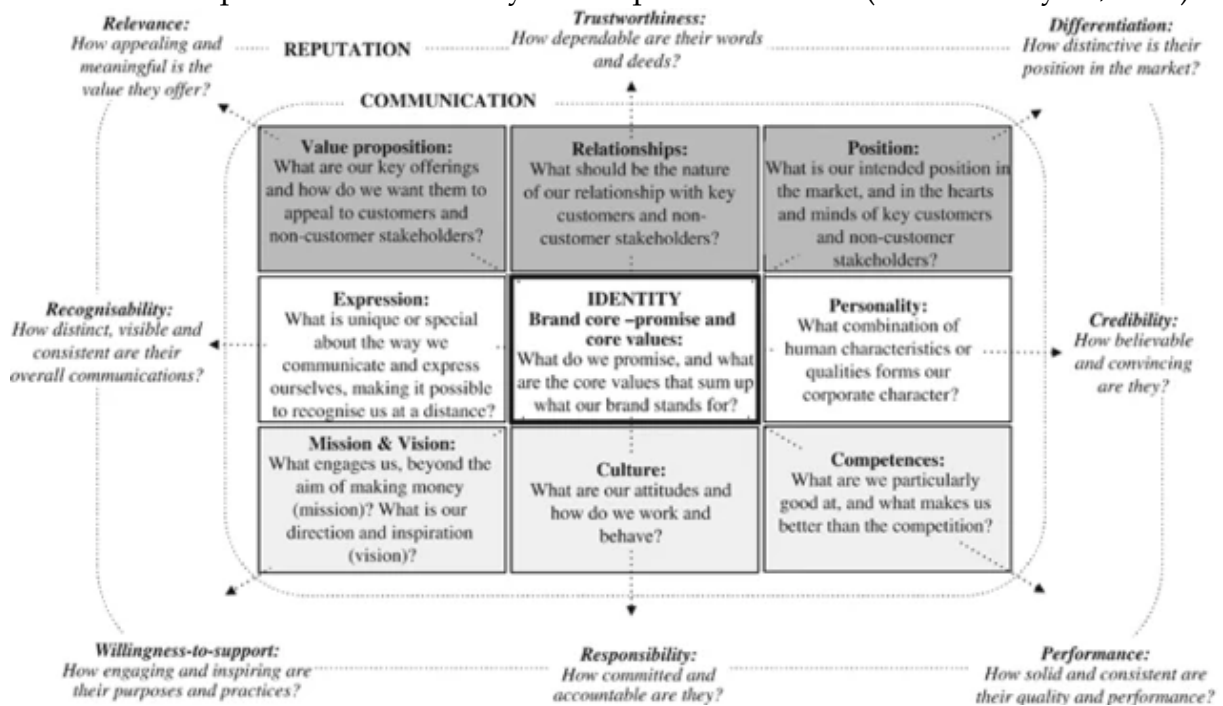 Relevance:
How appealing and
meaningful is the
value they offer?
REPUTATION
Trustworthiness:
How dependable are their words
and deeds?
Differentiation:
How distinctive is their
position in the market?
COMMUNICATION
Value proposition:
What are our key offerings
and how do we want them to
appeal to customers and
non-customer stakeholders?
Relationships:
What should be the nature
of our relationship with key
customers and non-
customer stakeholders?
Position:
What is our intended position in
the market, and in the hearts
and minds of key customers
and non-customer
stakeholders?
Recognisability:
How distinct, visible and
consistent are their
overall communications?
Expression:
What is unique or special
about the way we
communicate and express
ourselves, making it possible
to recognise us at a distance?
IDENTITY
Brand core –promise and
core values:
What do we promise, and what
are the core values that sum up
what our brand stands for?
Personality:
What combination of
human characteristics or
qualities forms our
corporate character?
Credibility:
How believable
and convincing
are they?
Mission & Vision:
What engages us, beyond the
aim of making money
(mission)? What is our
direction and inspiration
(vision)?
Culture:
What are our attitudes and
how do we work and
behave?
Competences:
What are we particularly
good at, and what makes us
better than the competition?
Willingness-to-support:
How engaging and inspiring are
their purposes and practices?
Responsibility:
How committed and
accountable are they?
Performance:
How solid and consistent are
their quality and performance?